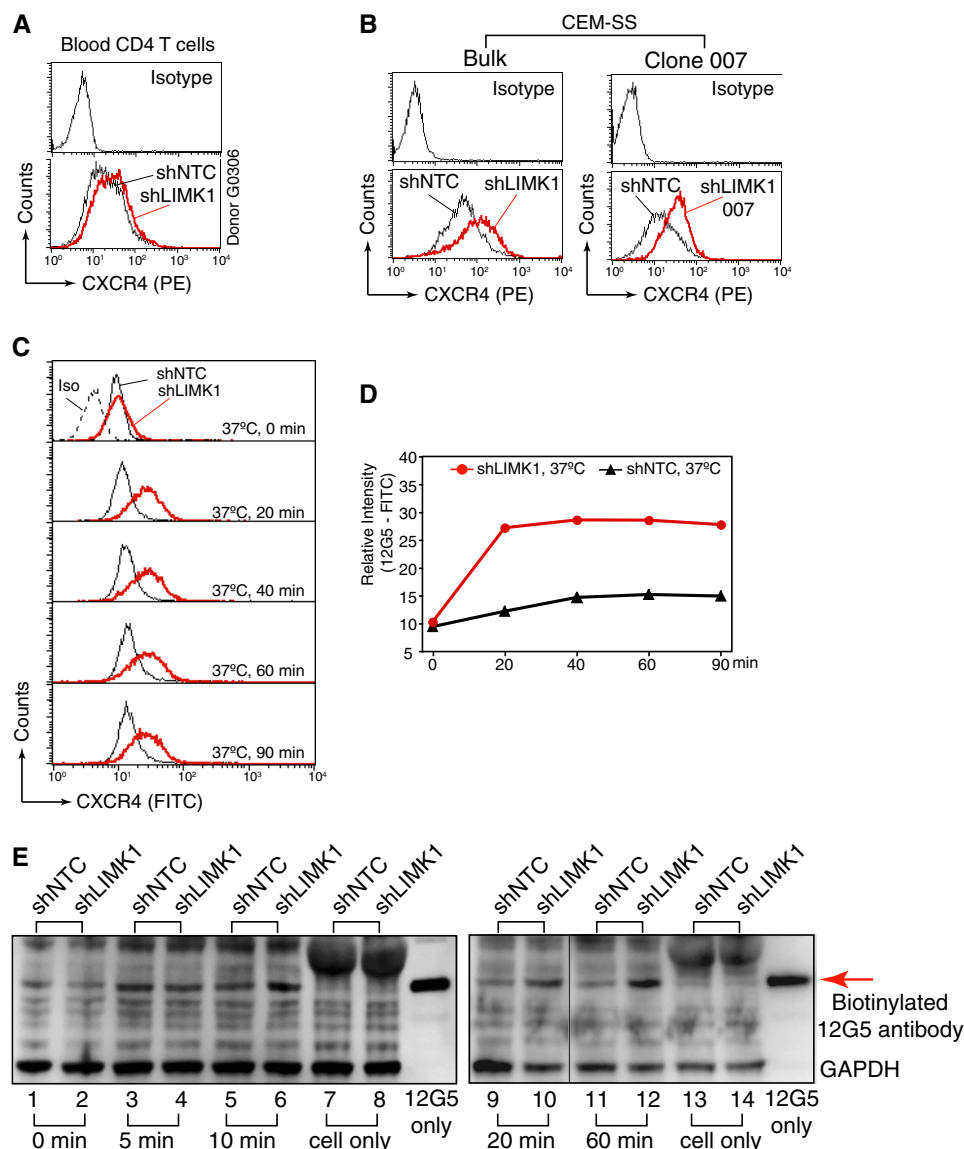 A
Blood CD4 T cells
Isotype
shNTC
shLIMK1
Donor G0306
Counts
10⁰ 10¹ 10² 10³ 10⁴
CXCR4 (PE)
B
CEM-SS
Bulk
Clone 007
Isotype
Isotype
shNTC
shLIMK1
shNTC
shLIMK1
007
Counts
Counts
10⁰ 10¹ 10² 10³ 10⁴
10⁰ 10¹ 10² 10³ 10⁴
CXCR4 (PE)
CXCR4 (PE)
C
Iso
shNTC
shLIMK1
37ºC, 0 min
37ºC, 20 min
37ºC, 40 min
37ºC, 60 min
37ºC, 90 min
Counts
10⁰ 10¹ 10² 10³ 10⁴
CXCR4 (FITC)
D
shLIMK1, 37ºC
shNTC, 37ºC
Relative Intensity
(12G5 - FITC)
40
35
30
25
20
15
10
5
0 20 40 60 90 min
E
shNTC shLIMK1 shNTC shLIMK1 shNTC shLIMK1 shNTC shLIMK1
shNTC shLIMK1 shNTC shLIMK1 shNTC shLIMK1
Biotinylated
12G5 antibody
GAPDH
1 2 3 4 5 6 7 8 12G5
only
0 min 5 min 10 min cell only
9 10 11 12 13 14 12G5
only
20 min 60 min cell only